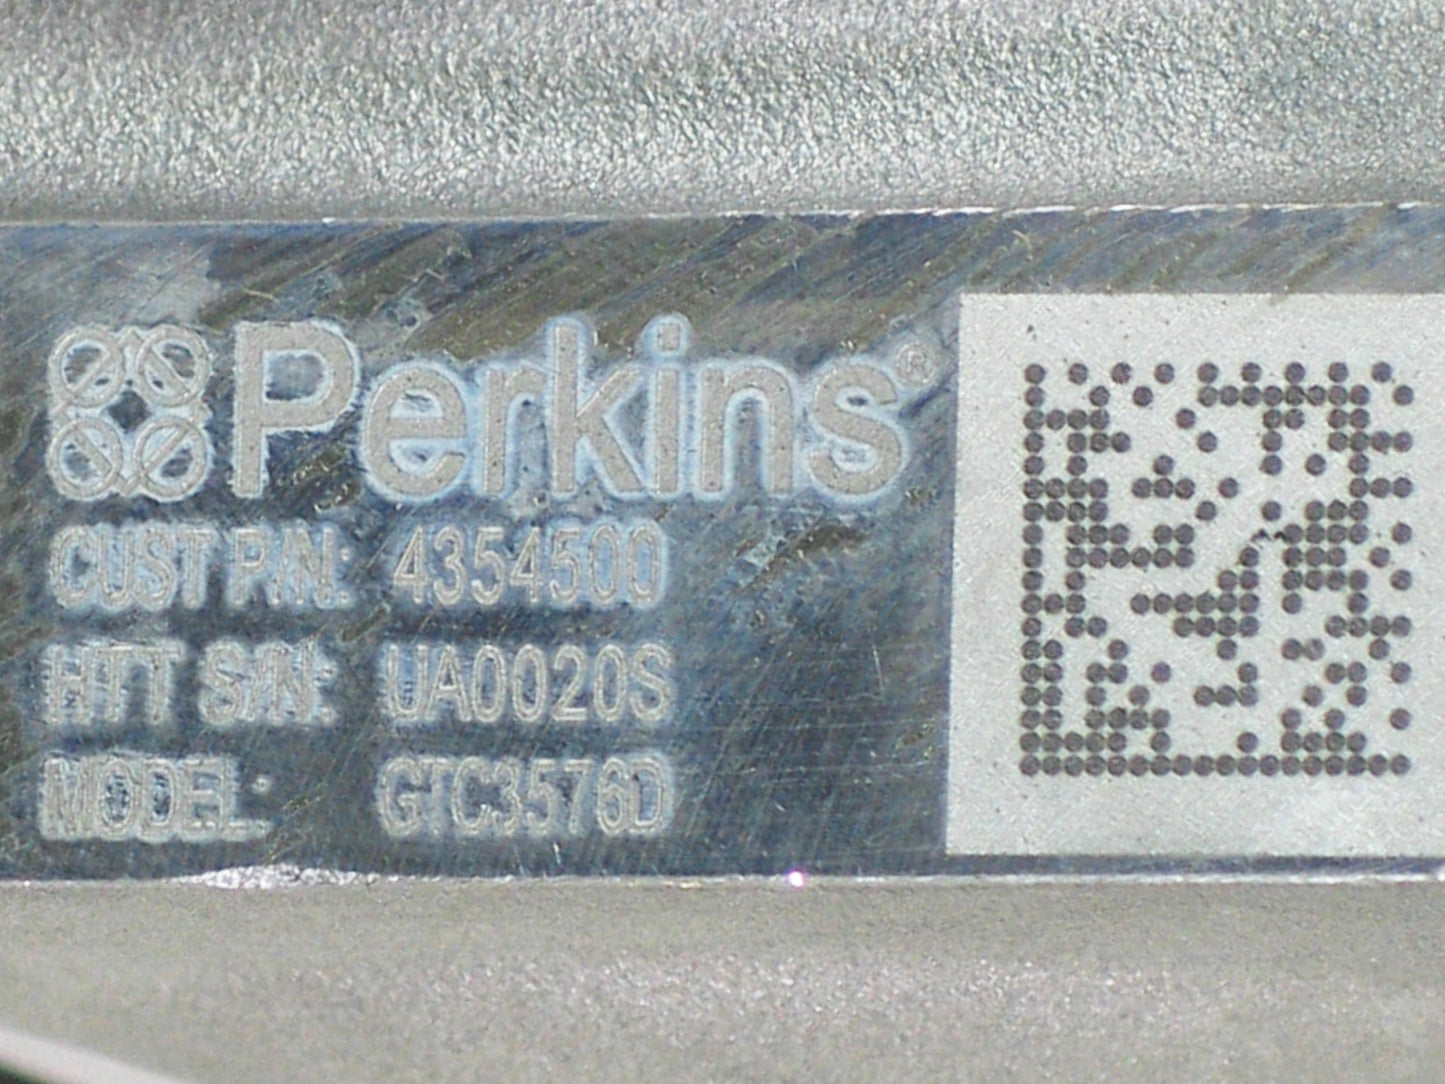 Perkins®
CUST P/N: 4354500
HTT S/N: UA0020S
MODEL: GTC3576D